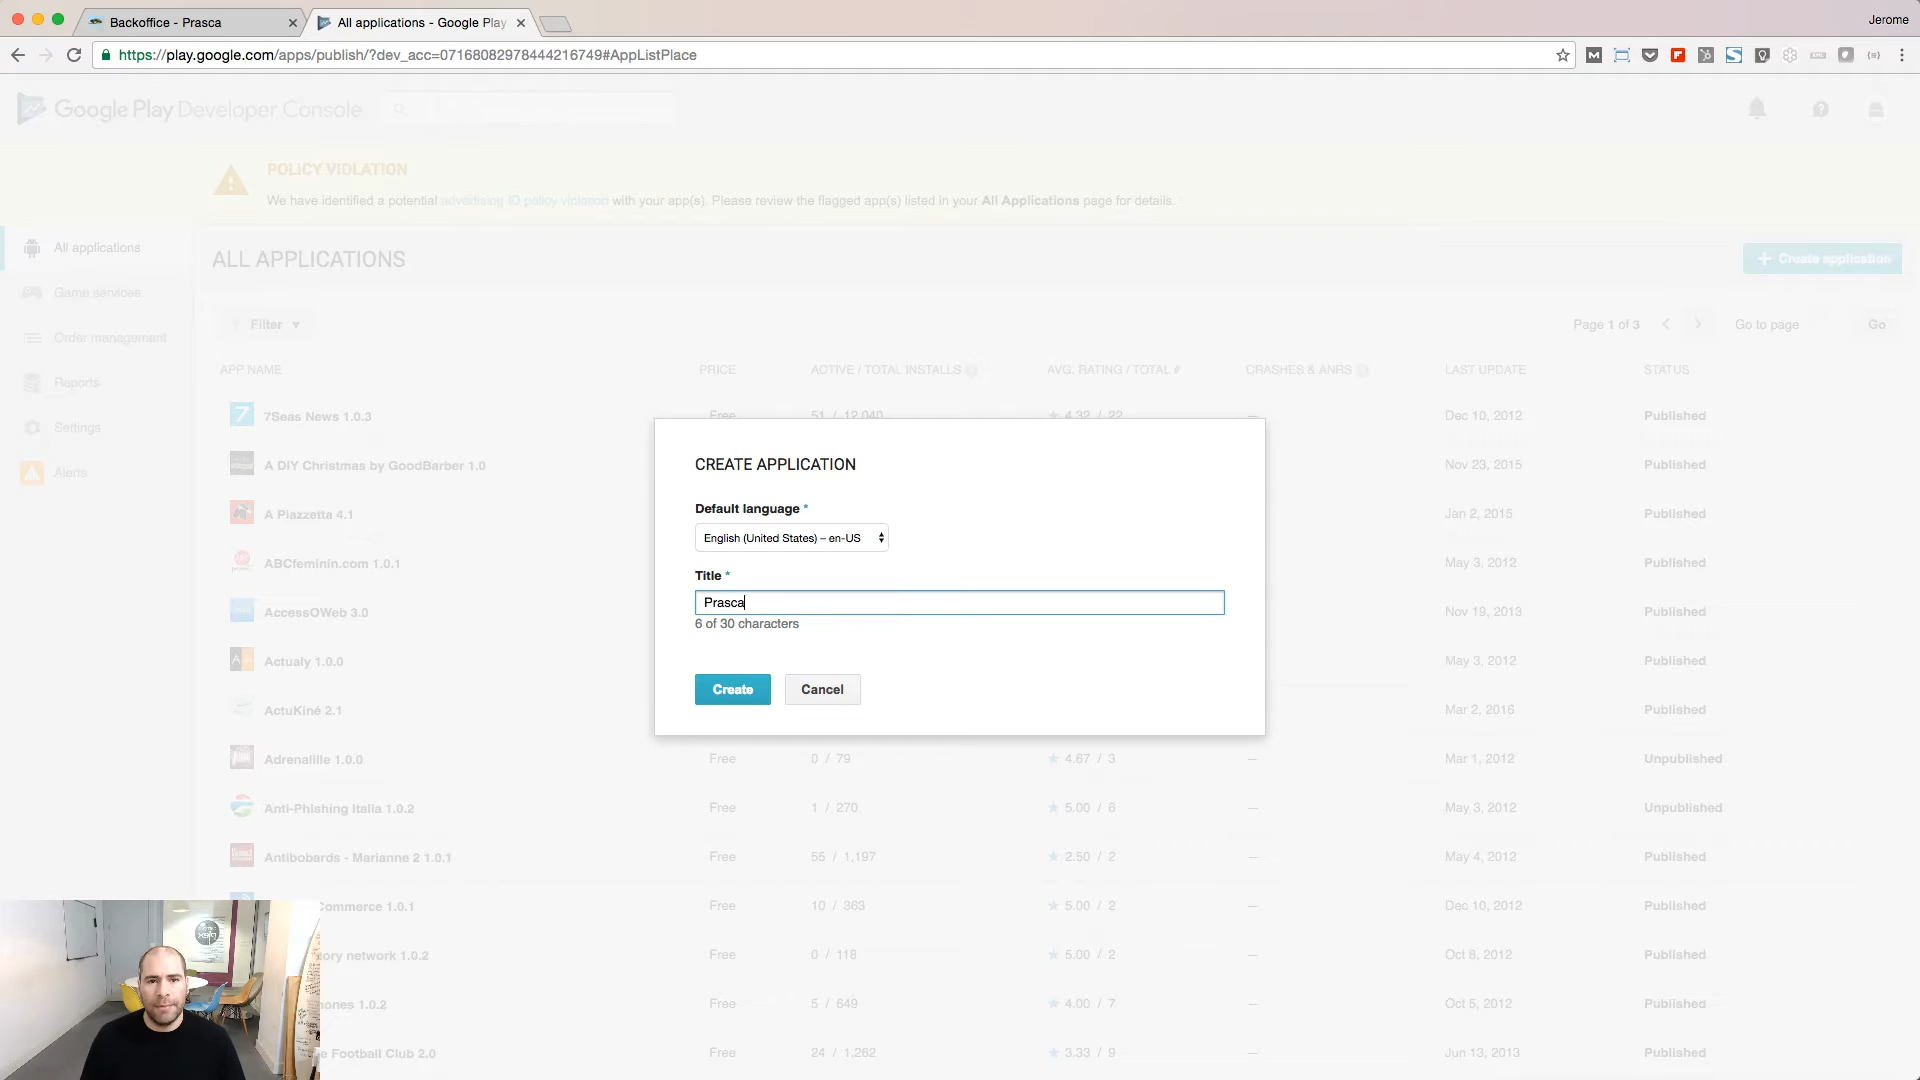 Backoffice - Prasca
All applications - Google Play
Jerome
https://play.google.com/apps/publish/?dev_acc=07168082978444216749#AppListPlace
Google Play Developer Console
POLICY VIOLATION
We have identified a potential advertising ID policy violation with your app(s). Please review the flagged app(s) listed in your All Applications page for details.
All applications
Game services
Order management
Reports
Settings
Alerts
ALL APPLICATIONS
+ Create application
Filter
Page 1 of 3
Go to page
Go
APP NAME PRICE ACTIVE / TOTAL INSTALLS AVG. RATING / TOTAL # CRASHES & ANRS LAST UPDATE STATUS
7Seas News 1.0.3 Free 51 / 12,040 4.32 / 22 Dec 10, 2012 Published
A DIY Christmas by GoodBarber 1.0 Nov 23, 2015 Published
A Piazzetta 4.1 Jan 2, 2015 Published
ABCfeminin.com 1.0.1 May 3, 2012 Published
AccessOWeb 3.0 Nov 19, 2013 Published
Actualy 1.0.0 May 3, 2012 Published
ActuKiné 2.1 Mar 2, 2016 Published
Adrenalille 1.0.0 Free 0 / 79 4.67 / 3 — Mar 1, 2012 Unpublished
Anti-Phishing Italia 1.0.2 Free 1 / 270 5.00 / 6 — May 3, 2012 Unpublished
Antibobards - Marianne 2 1.0.1 Free 55 / 1,197 2.50 / 2 — May 4, 2012 Published
Commerce 1.0.1 Free 10 / 363 5.00 / 2 — Dec 10, 2012 Published
ory network 1.0.2 Free 0 / 118 5.00 / 2 — Oct 8, 2012 Published
ones 1.0.2 Free 5 / 649 4.00 / 7 — Oct 5, 2012 Published
e Football Club 2.0 Free 24 / 1,262 3.33 / 9 — Jun 13, 2013 Published
CREATE APPLICATION
Default language *
English (United States) – en-US
Title *
Prasca
6 of 30 characters
Create
Cancel